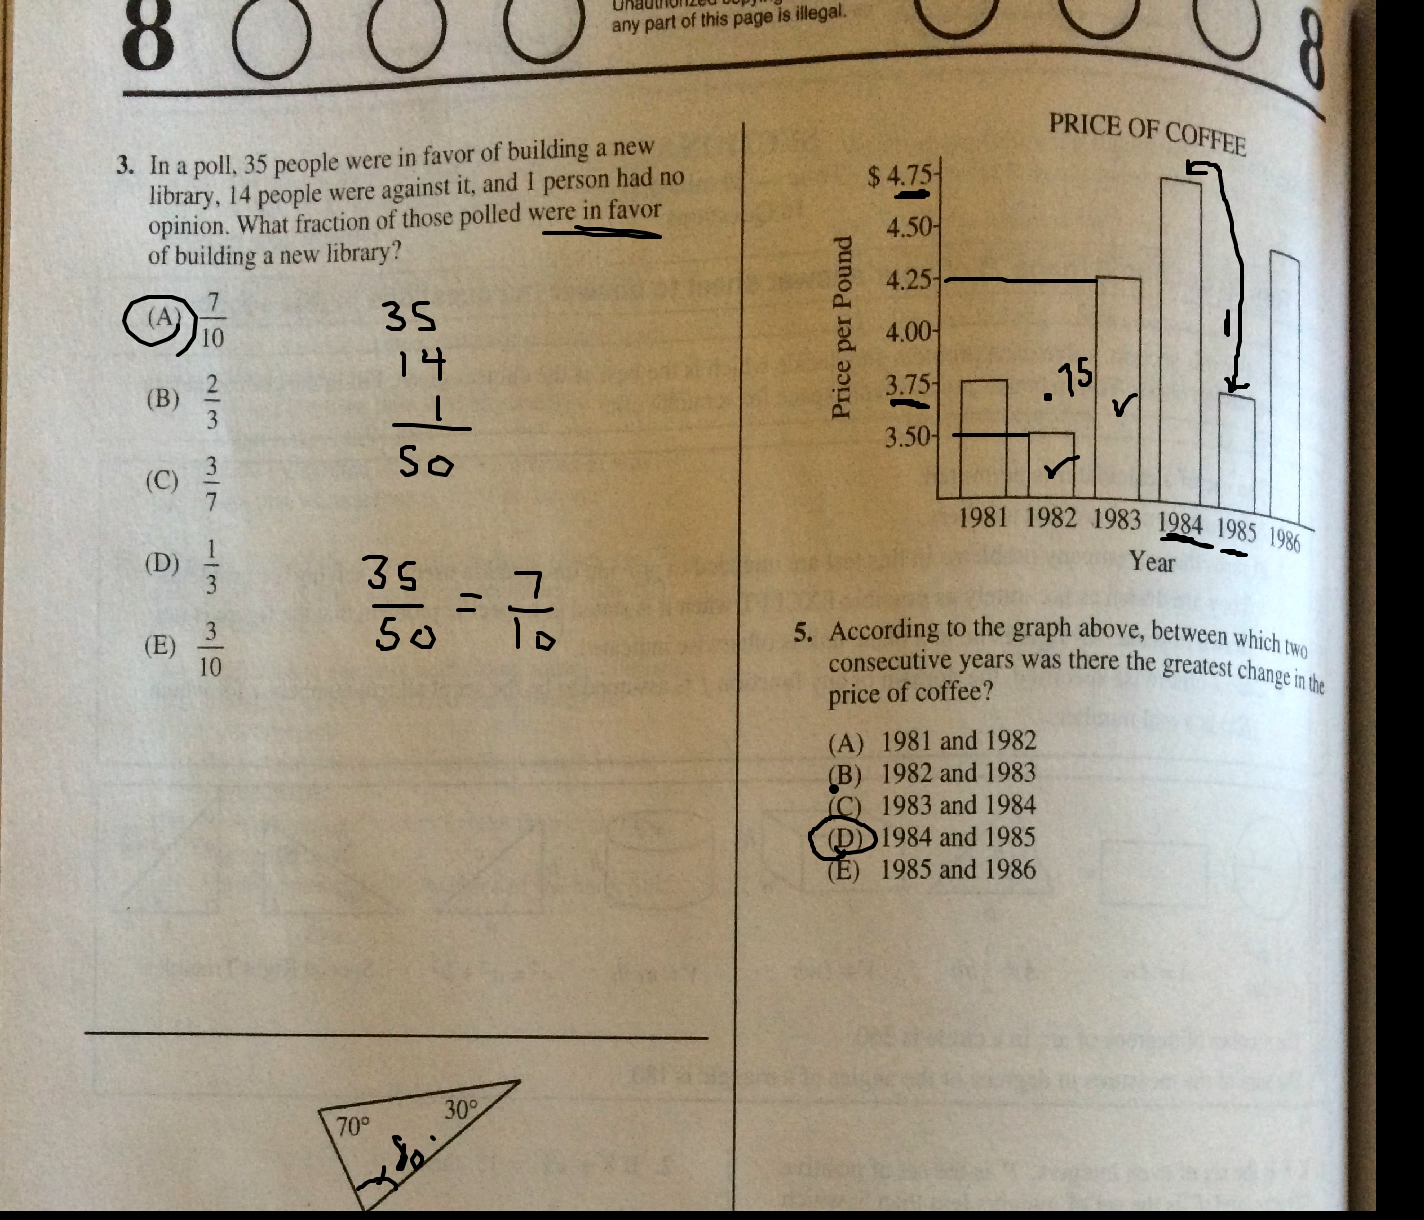 8
any part of this page is illegal.
8
3. In a poll, 35 people were in favor of building a new
library, 14 people were against it, and 1 person had no
opinion. What fraction of those polled were in favor
of building a new library?
(A) 7/10
(B) 2/3
(C) 3/7
(D) 1/3
(E) 3/10
35
14
1
50
35/50 = 7/10
70°
30°
80
PRICE OF COFFEE
Price per Pound
$ 4.75
4.50
4.25
4.00
3.75
3.50
.75
1
1981 1982 1983 1984 1985 1986
Year
5. According to the graph above, between which two
consecutive years was there the greatest change in the
price of coffee?
(A) 1981 and 1982
(B) 1982 and 1983
(C) 1983 and 1984
(D) 1984 and 1985
(E) 1985 and 1986